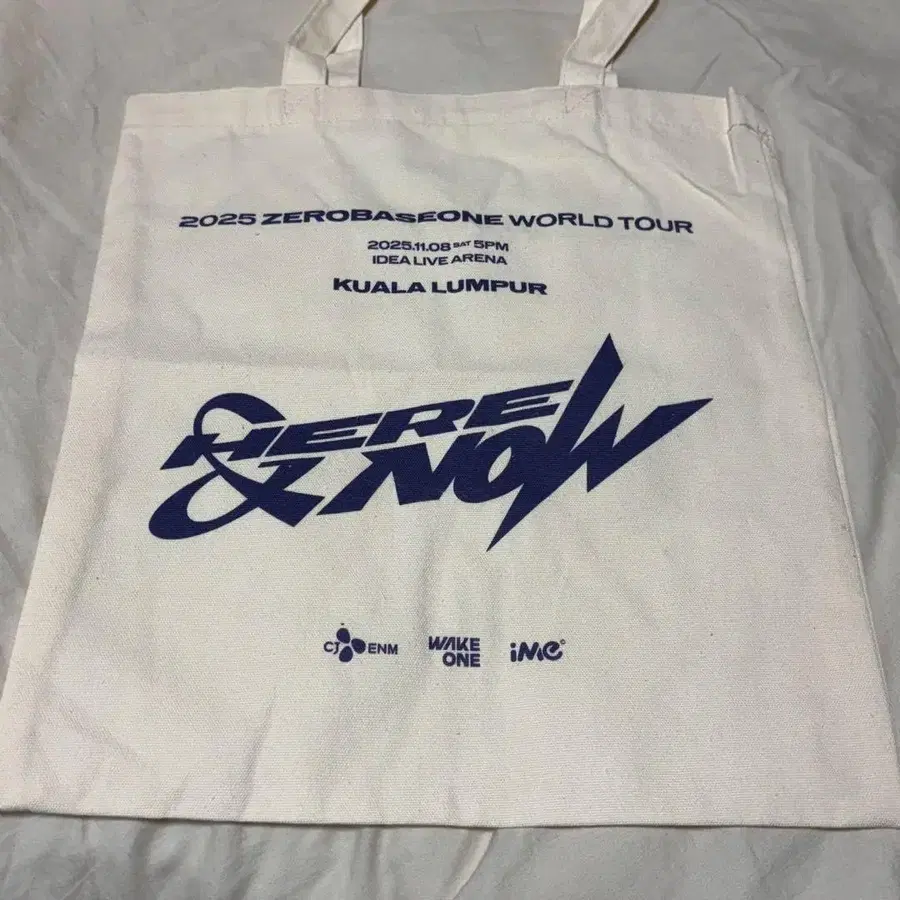 2025 ZEROBASEONE WORLD TOUR
2025.11.08 SAT 5PM
IDEA LIVE ARENA
KUALA LUMPUR
HERE
& NOW
CJ ENM
WAKE
ONE
iMe©